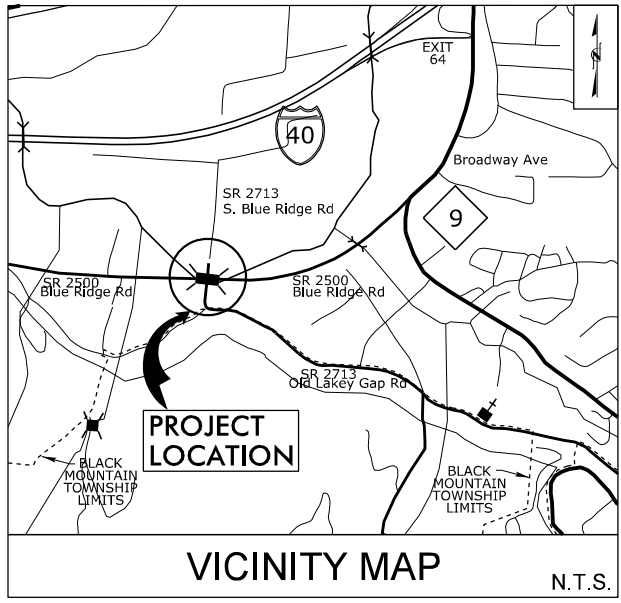 EXIT
64
N
40
Broadway Ave
SR 2713
S. Blue Ridge Rd
9
SR 2500
Blue Ridge Rd
SR 2500
Blue Ridge Rd
SR 2713
Old Lakey Gap Rd
PROJECT
LOCATION
BLACK
MOUNTAIN
TOWNSHIP
LIMITS
BLACK
MOUNTAIN
TOWNSHIP
LIMITS
VICINITY MAP
N.T.S.